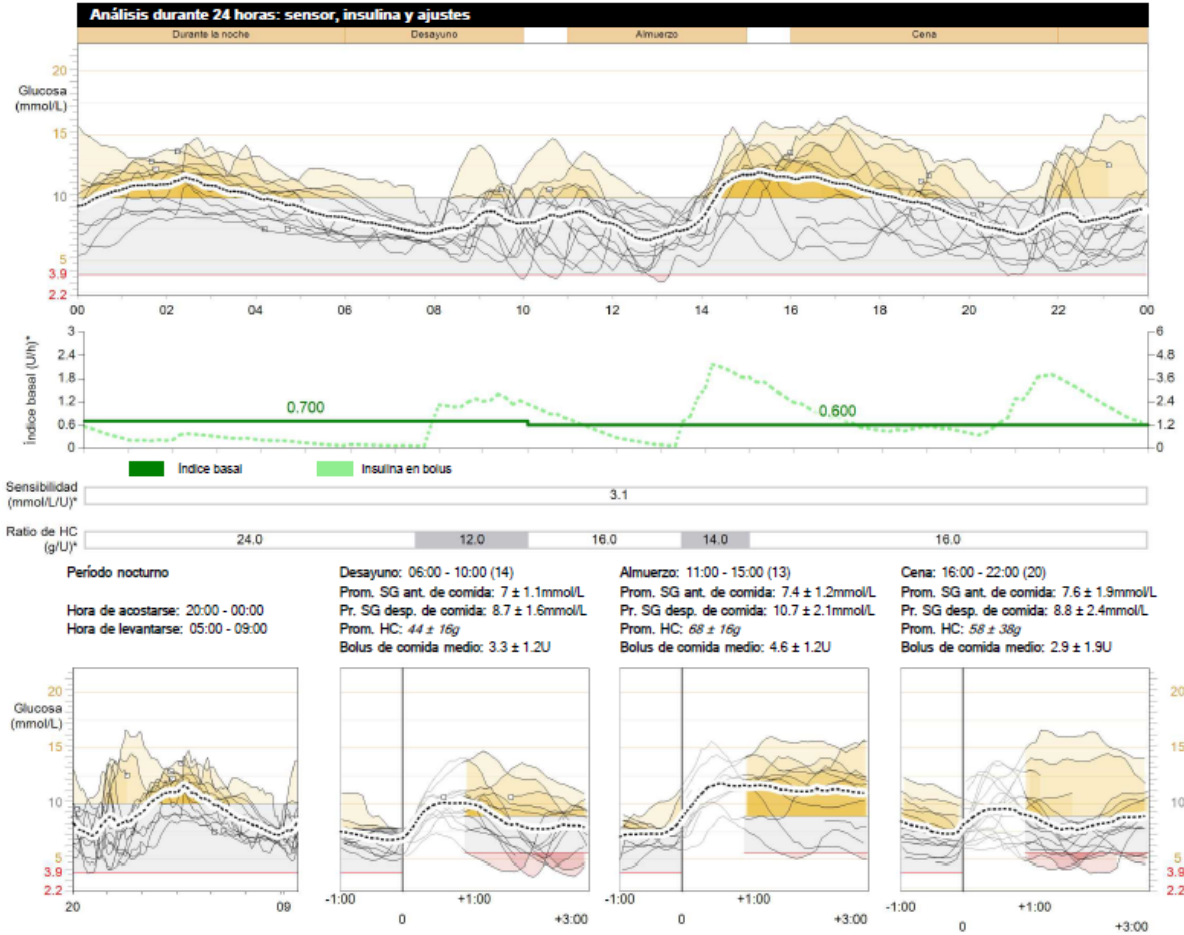 Análisis durante 24 horas: sensor, insulina y ajustes
Durante la noche Desayuno Almuerzo Cena
Glucosa
(mmol/L)
20
15
10
5
3.9
2.2
00 02 04 06 08 10 12 14 16 18 20 22 00
Índice basal (U/h)*
3 6
2.4 4.8
1.8 3.6
1.2 2.4
0.6 1.2
0 0
0.700 0.600
Índice basal Insulina en bolus
Sensibilidad
(mmol/L/U)*
3.1
Ratio de HC
(g/U)*
24.0 12.0 16.0 14.0 16.0
Período nocturno
Hora de acostarse: 20:00 - 00:00
Hora de levantarse: 05:00 - 09:00
Desayuno: 06:00 - 10:00 (14)
Prom. SG ant. de comida: 7 ± 1.1mmol/L
Pr. SG desp. de comida: 8.7 ± 1.6mmol/L
Prom. HC: 44 ± 16g
Bolus de comida medio: 3.3 ± 1.2U
Almuerzo: 11:00 - 15:00 (13)
Prom. SG ant. de comida: 7.4 ± 1.2mmol/L
Pr. SG desp. de comida: 10.7 ± 2.1mmol/L
Prom. HC: 68 ± 16g
Bolus de comida medio: 4.6 ± 1.2U
Cena: 16:00 - 22:00 (20)
Prom. SG ant. de comida: 7.6 ± 1.9mmol/L
Pr. SG desp. de comida: 8.8 ± 2.4mmol/L
Prom. HC: 58 ± 38g
Bolus de comida medio: 2.9 ± 1.9U
Glucosa
(mmol/L)
20 20
15 15
10 10
5 5
3.9 3.9
2.2 2.2
20 09
-1:00 0 +1:00 +3:00
-1:00 0 +1:00 +3:00
-1:00 0 +1:00 +3:00